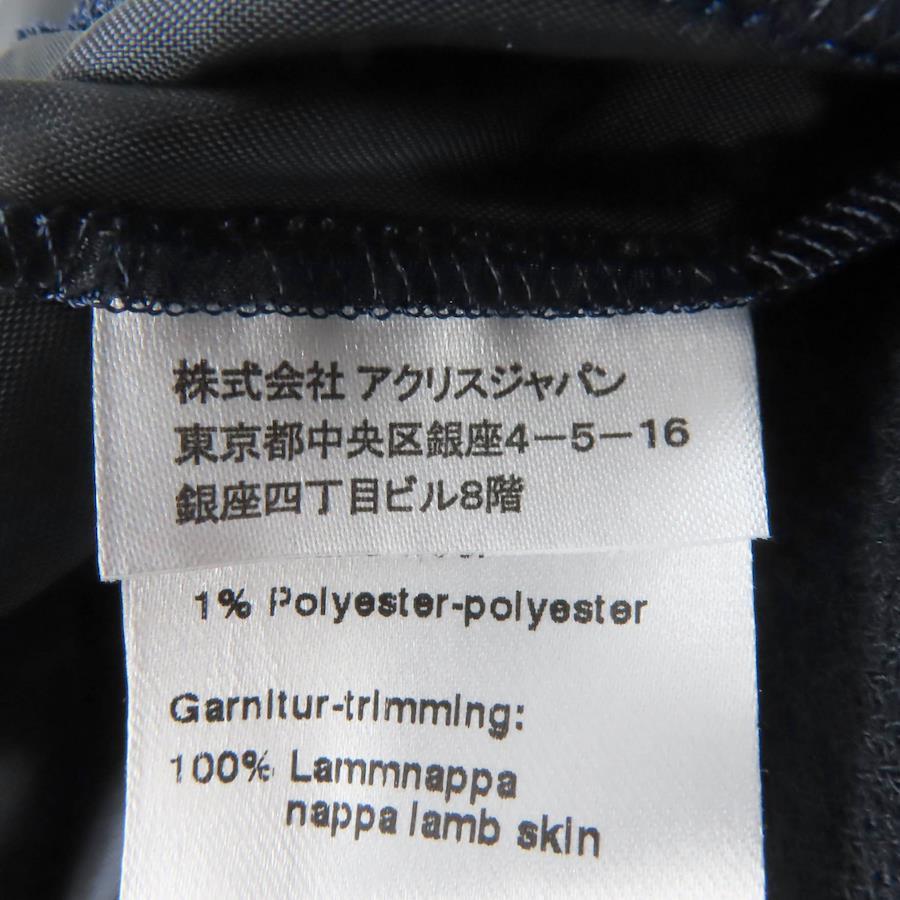 株式会社 アクリスジャパン
東京都中央区銀座4-5-16
銀座四丁目ビル8階
1% Polyester-polyester
Garnitur-trimming:
100% Lammnappa
nappa lamb skin